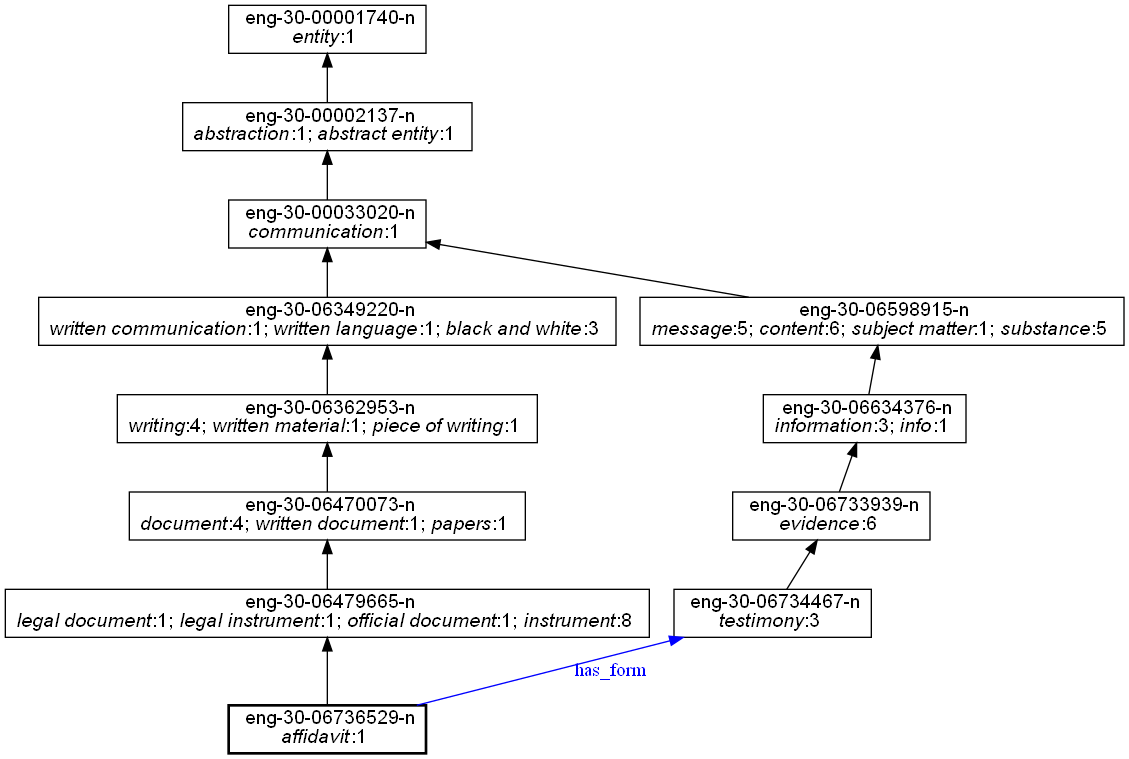 eng-30-00001740-n
entity:1
eng-30-00002137-n
abstraction:1; abstract entity:1
eng-30-00033020-n
communication:1
eng-30-06349220-n
written communication:1; written language:1; black and white:3
eng-30-06598915-n
message:5; content:6; subject matter:1; substance:5
eng-30-06362953-n
writing:4; written material:1; piece of writing:1
eng-30-06634376-n
information:3; info:1
eng-30-06470073-n
document:4; written document:1; papers:1
eng-30-06733939-n
evidence:6
eng-30-06479665-n
legal document:1; legal instrument:1; official document:1; instrument:8
eng-30-06734467-n
testimony:3
has_form
eng-30-06736529-n
affidavit:1